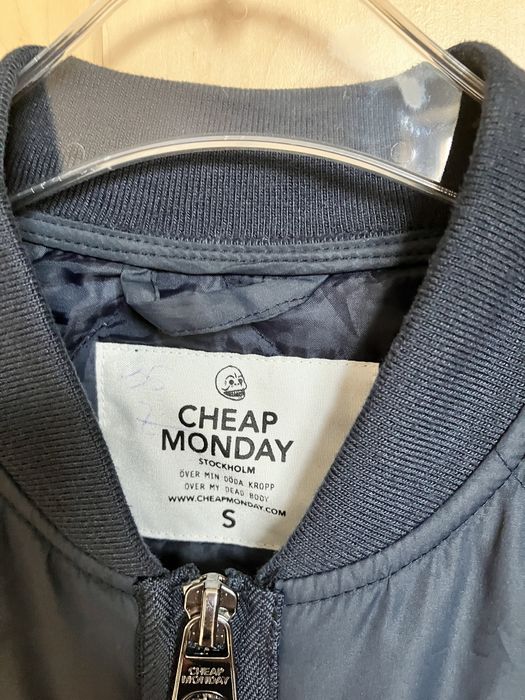 CHEAP
MONDAY
STOCKHOLM
ÖVER MIN DÖDA KROPP
OVER MY DEAD BODY
WWW.CHEAPMONDAY.COM
S
CHEAP
MONDAY